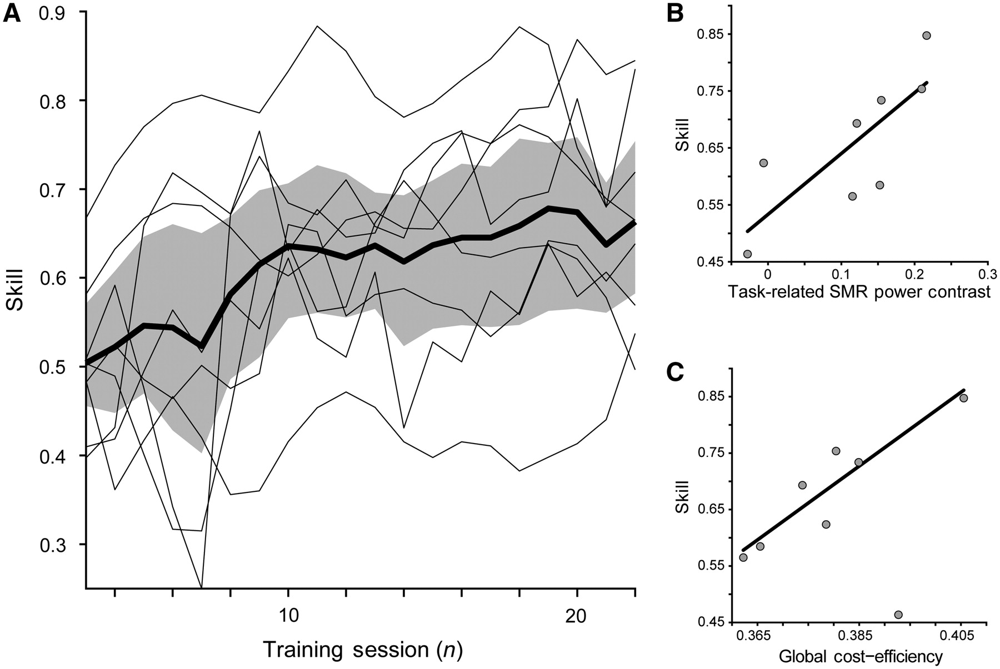 A
0.9
0.8
0.7
0.6
0.5
0.4
0.3
Skill
10
20
Training session (n)
B
0.85
0.75
0.65
0.55
0.45
Skill
0
0.1
0.2
0.3
Task-related SMR power contrast
C
0.85
0.75
0.65
0.55
0.45
Skill
0.365
0.385
0.405
Global cost−efficiency